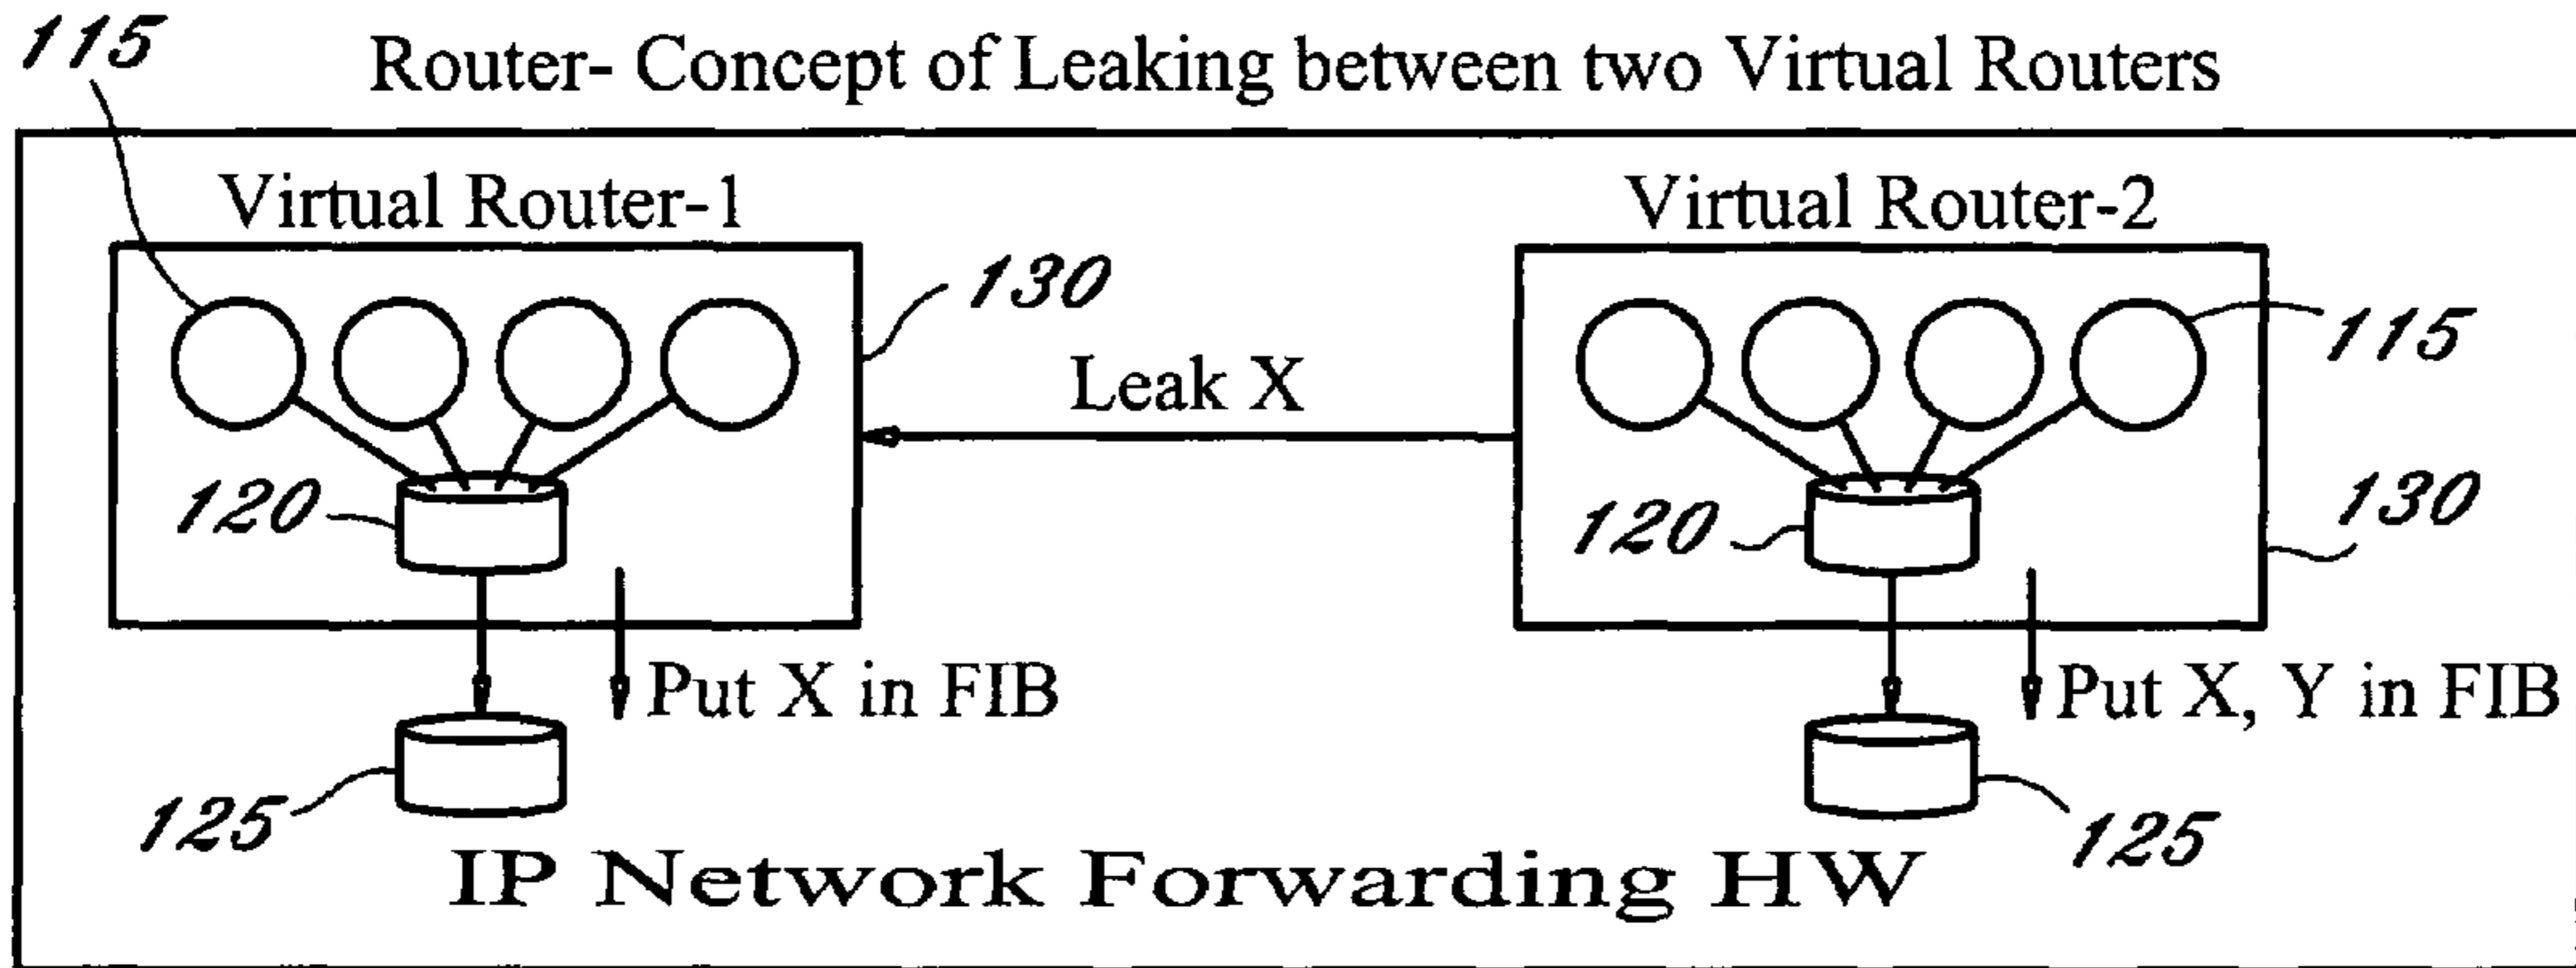 115
Router- Concept of Leaking between two Virtual Routers
Virtual Router-1
Virtual Router-2
130
115
Leak X
120
120
130
Put X in FIB
Put X, Y in FIB
125
125
IP Network Forwarding HW